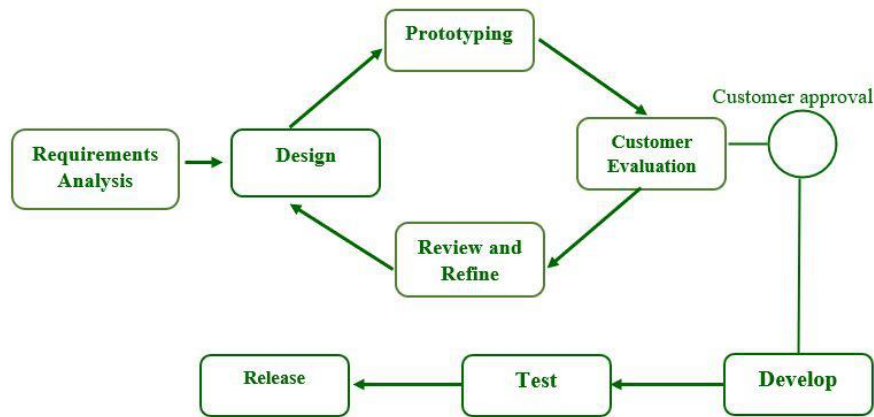 Prototyping
Customer approval
Requirements
Analysis
Design
Customer
Evaluation
Review and
Refine
Release
Test
Develop